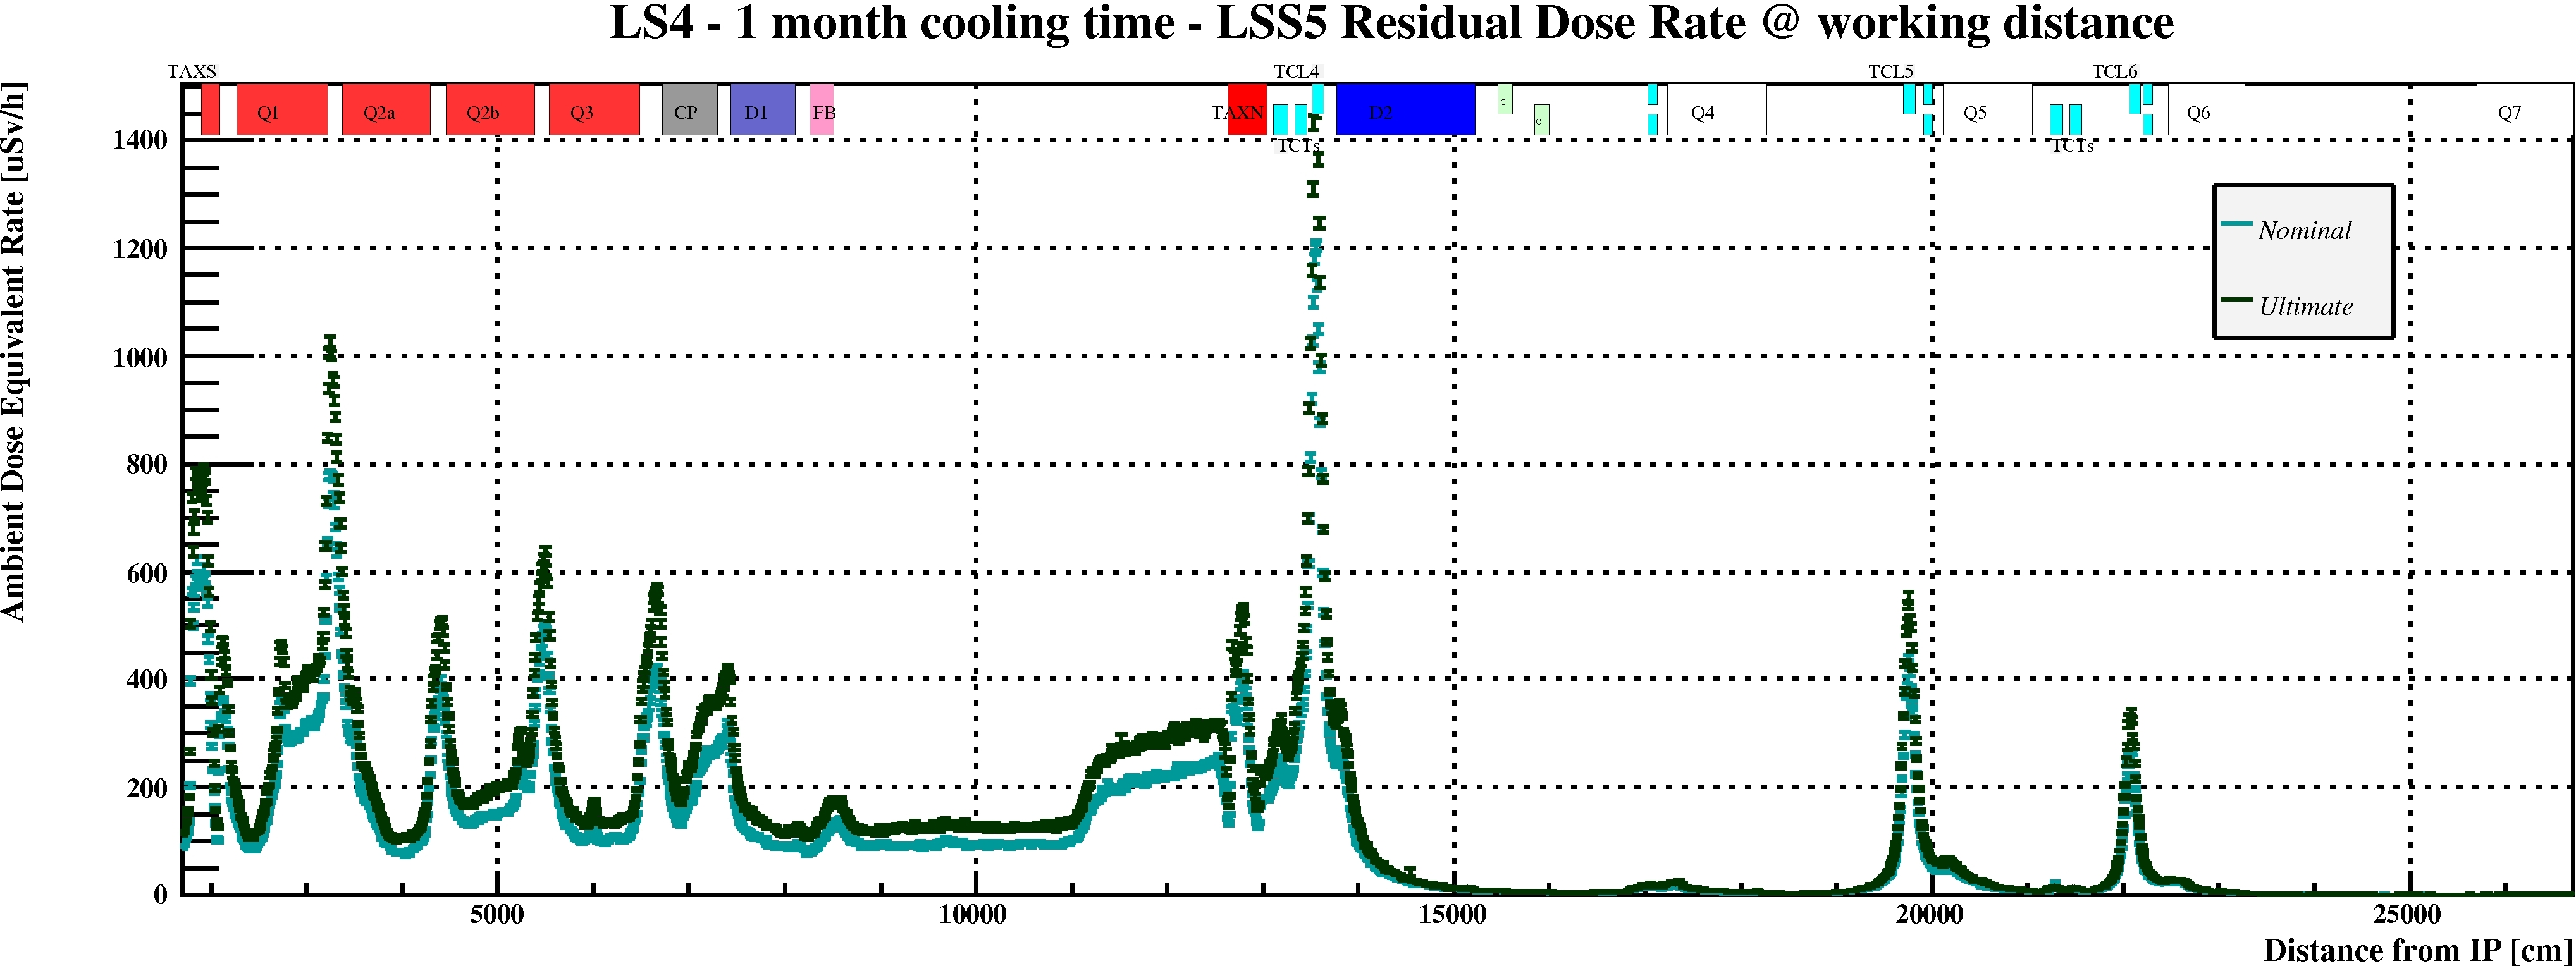 LS4 - 1 month cooling time - LSS5 Residual Dose Rate @ working distance
TAXS TCL4 TCL5 TCL6
Q1 Q2a Q2b Q3 CP D1 FB TAXN D2 C C Q4 Q5 Q6 Q7
TCTs TCTs
Ambient Dose Equivalent Rate [uSv/h]
1400
1200
1000
800
600
400
200
0
Nominal
Ultimate
5000 10000 15000 20000 25000
Distance from IP [cm]